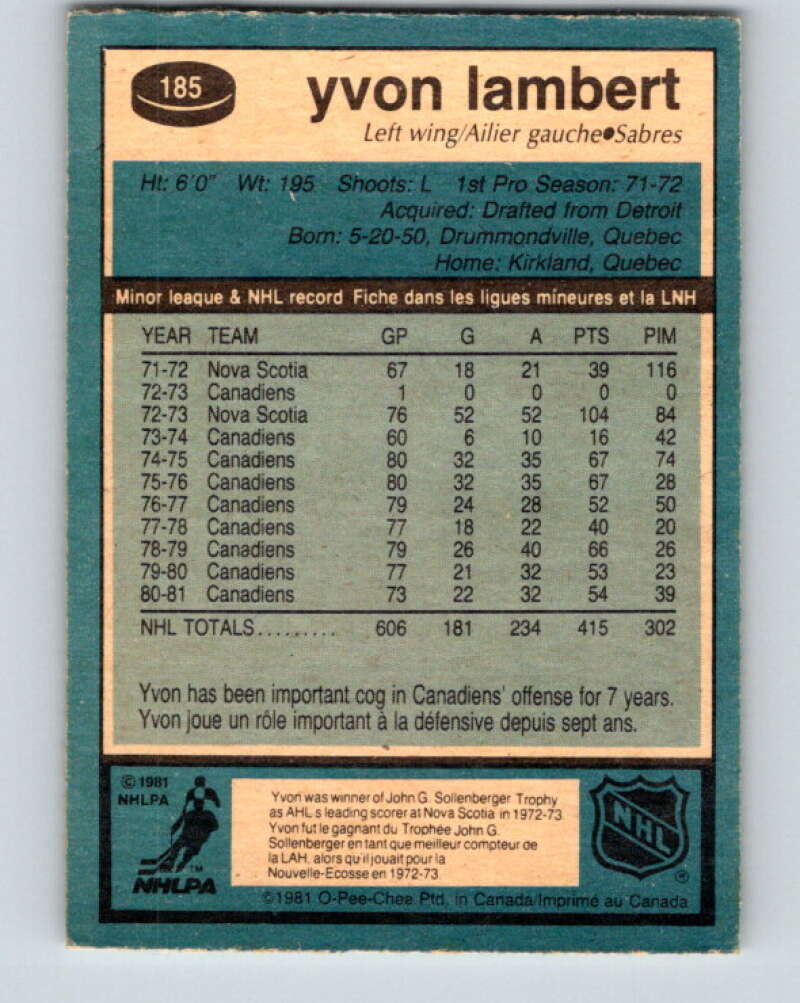 185
yvon lambert
Left wing/Ailier gauche●Sabres
Ht: 6'0" Wt: 195 Shoots: L 1st Pro Season: 71-72
Acquired: Drafted from Detroit
Born: 5-20-50, Drummondville, Quebec
Home: Kirkland, Quebec
Minor league & NHL record Fiche dans les ligues mineures et la LNH
YEAR TEAM GP G A PTS PIM
71-72 Nova Scotia 67 18 21 39 116
72-73 Canadiens 1 0 0 0 0
72-73 Nova Scotia 76 52 52 104 84
73-74 Canadiens 60 6 10 16 42
74-75 Canadiens 80 32 35 67 74
75-76 Canadiens 80 32 35 67 28
76-77 Canadiens 79 24 28 52 50
77-78 Canadiens 77 18 22 40 20
78-79 Canadiens 79 26 40 66 26
79-80 Canadiens 77 21 32 53 23
80-81 Canadiens 73 22 32 54 39
NHL TOTALS......... 606 181 234 415 302
Yvon has been important cog in Canadiens' offense for 7 years.
Yvon joue un rôle important à la défensive depuis sept ans.
© 1981
NHLPA
TM
NHLPA
Yvon was winner of John G. Sollenberger Trophy
as AHL s leading scorer at Nova Scotia in 1972-73.
Yvon fut le gagnant du Trophée John G.
Sollenberger en tant que meilleur compteur de
la LAH, alors qu'il jouait pour la
Nouvelle-Ecosse en 1972-73.
NHL
®
©1981 O-Pee-Chee Ptd. in Canada/Imprimé au Canada